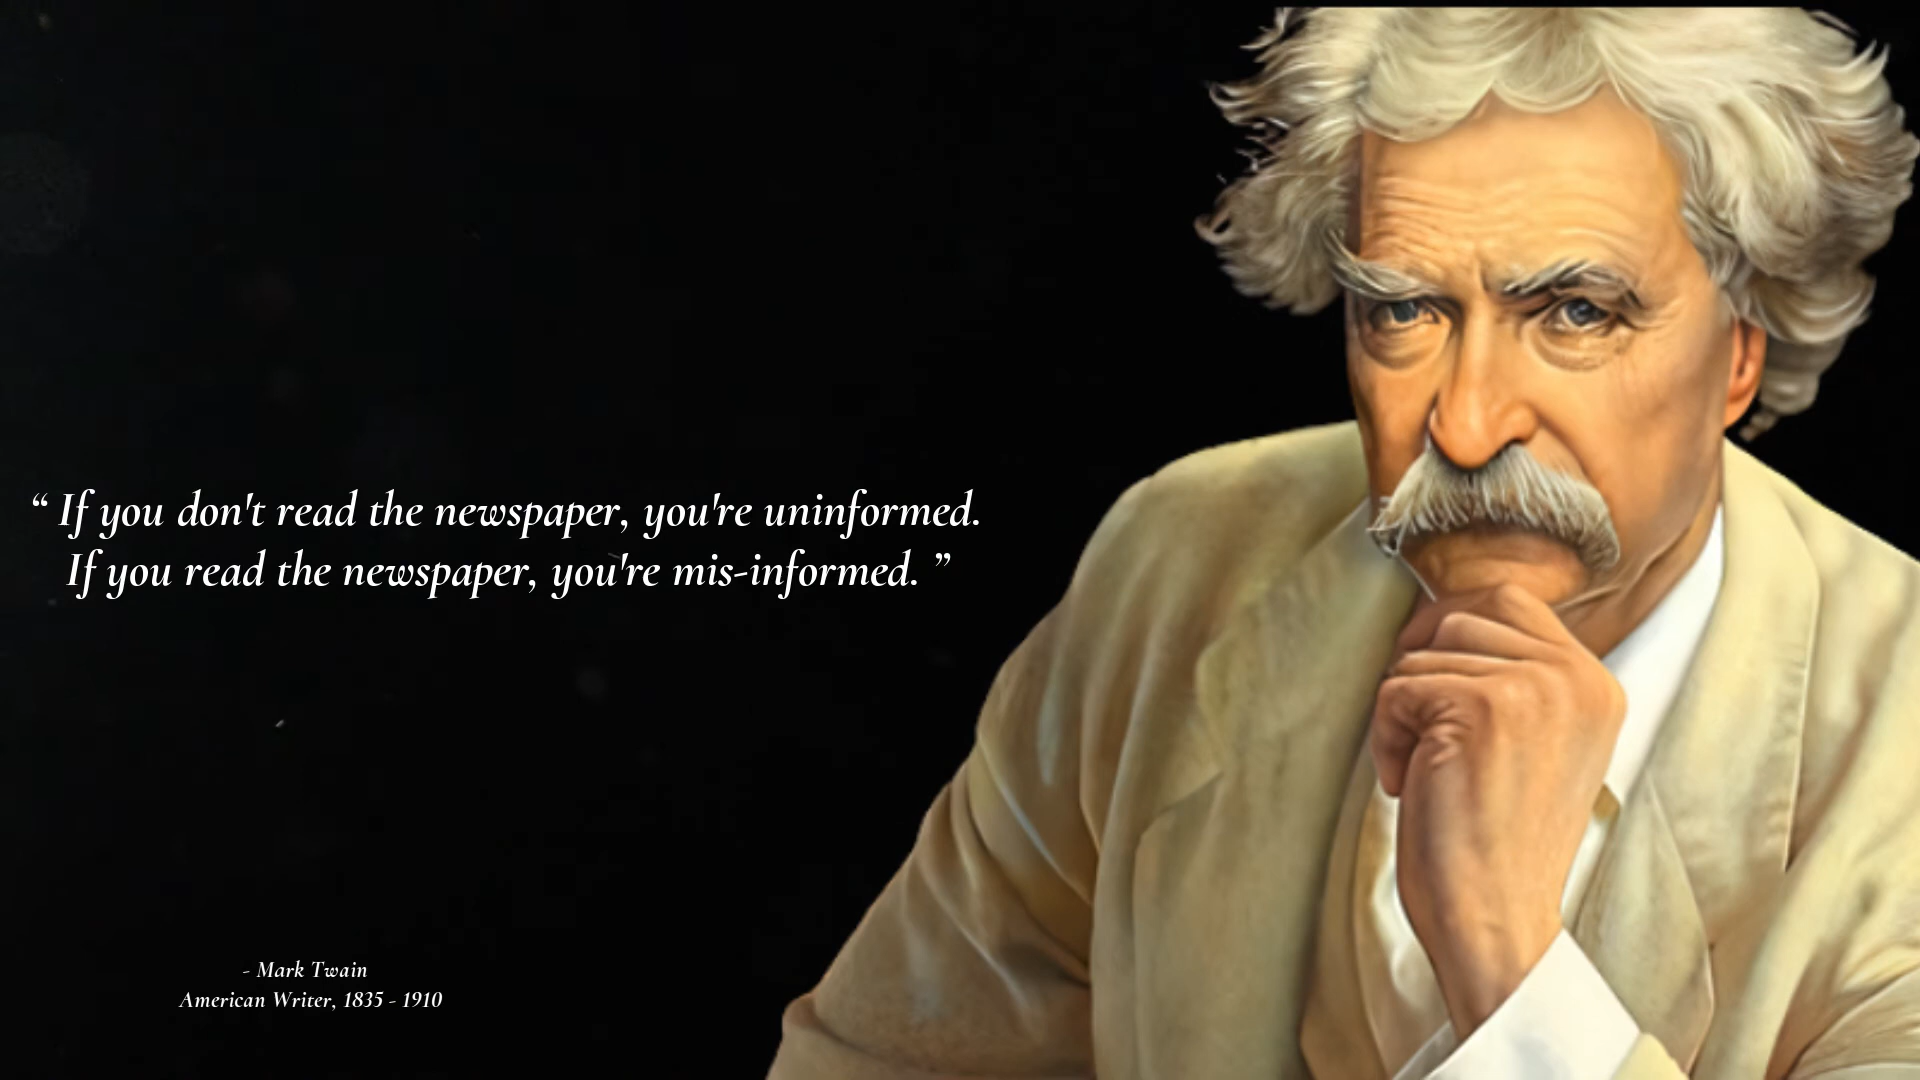 “ If you don't read the newspaper, you're uninformed.
If you read the newspaper, you're mis-informed. ”
- Mark Twain
American Writer, 1835 - 1910